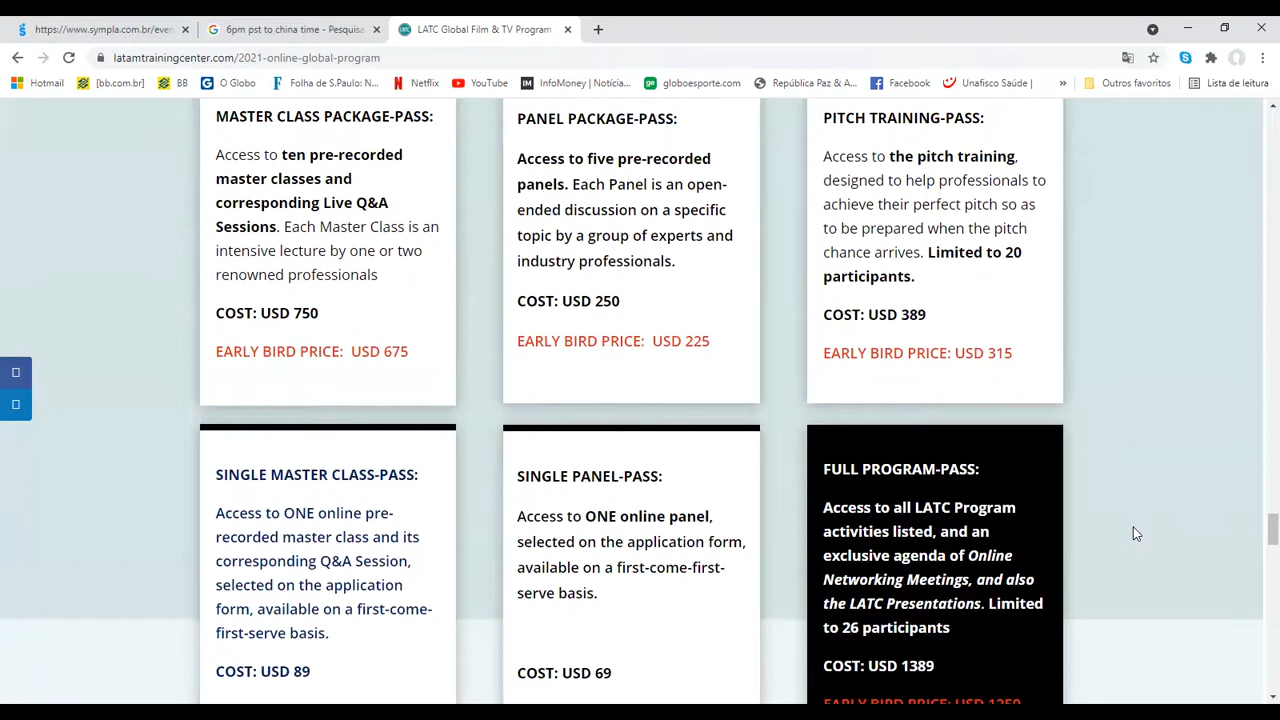 https://www.sympla.com.br/even
6pm pst to china time - Pesquisa
LATC Global Film & TV Program
latamtrainingcenter.com/2021-online-global-program
Hotmail
[bb.com.br]
BB
O Globo
Folha de S.Paulo: N...
Netflix
YouTube
InfoMoney | Notícia...
globoesporte.com
República Paz & A...
Facebook
Unafisco Saúde |
»
Outros favoritos
Lista de leitura
MASTER CLASS PACKAGE-PASS:
Access to ten pre-recorded
master classes and
corresponding Live Q&A
Sessions. Each Master Class is an
intensive lecture by one or two
renowned professionals
COST: USD 750
EARLY BIRD PRICE: USD 675
PANEL PACKAGE-PASS:
Access to five pre-recorded
panels. Each Panel is an open-
ended discussion on a specific
topic by a group of experts and
industry professionals.
COST: USD 250
EARLY BIRD PRICE: USD 225
PITCH TRAINING-PASS:
Access to the pitch training,
designed to help professionals to
achieve their perfect pitch so as
to be prepared when the pitch
chance arrives. Limited to 20
participants.
COST: USD 389
EARLY BIRD PRICE: USD 315
SINGLE MASTER CLASS-PASS:
Access to ONE online pre-
recorded master class and its
corresponding Q&A Session,
selected on the application
form, available on a first-come-
first-serve basis.
COST: USD 89
SINGLE PANEL-PASS:
Access to ONE online panel,
selected on the application form,
available on a first-come-first-
serve basis.
COST: USD 69
FULL PROGRAM-PASS:
Access to all LATC Program
activities listed, and an
exclusive agenda of Online
Networking Meetings, and also
the LATC Presentations. Limited
to 26 participants
COST: USD 1389
EARLY BIRD PRICE: USD 1250